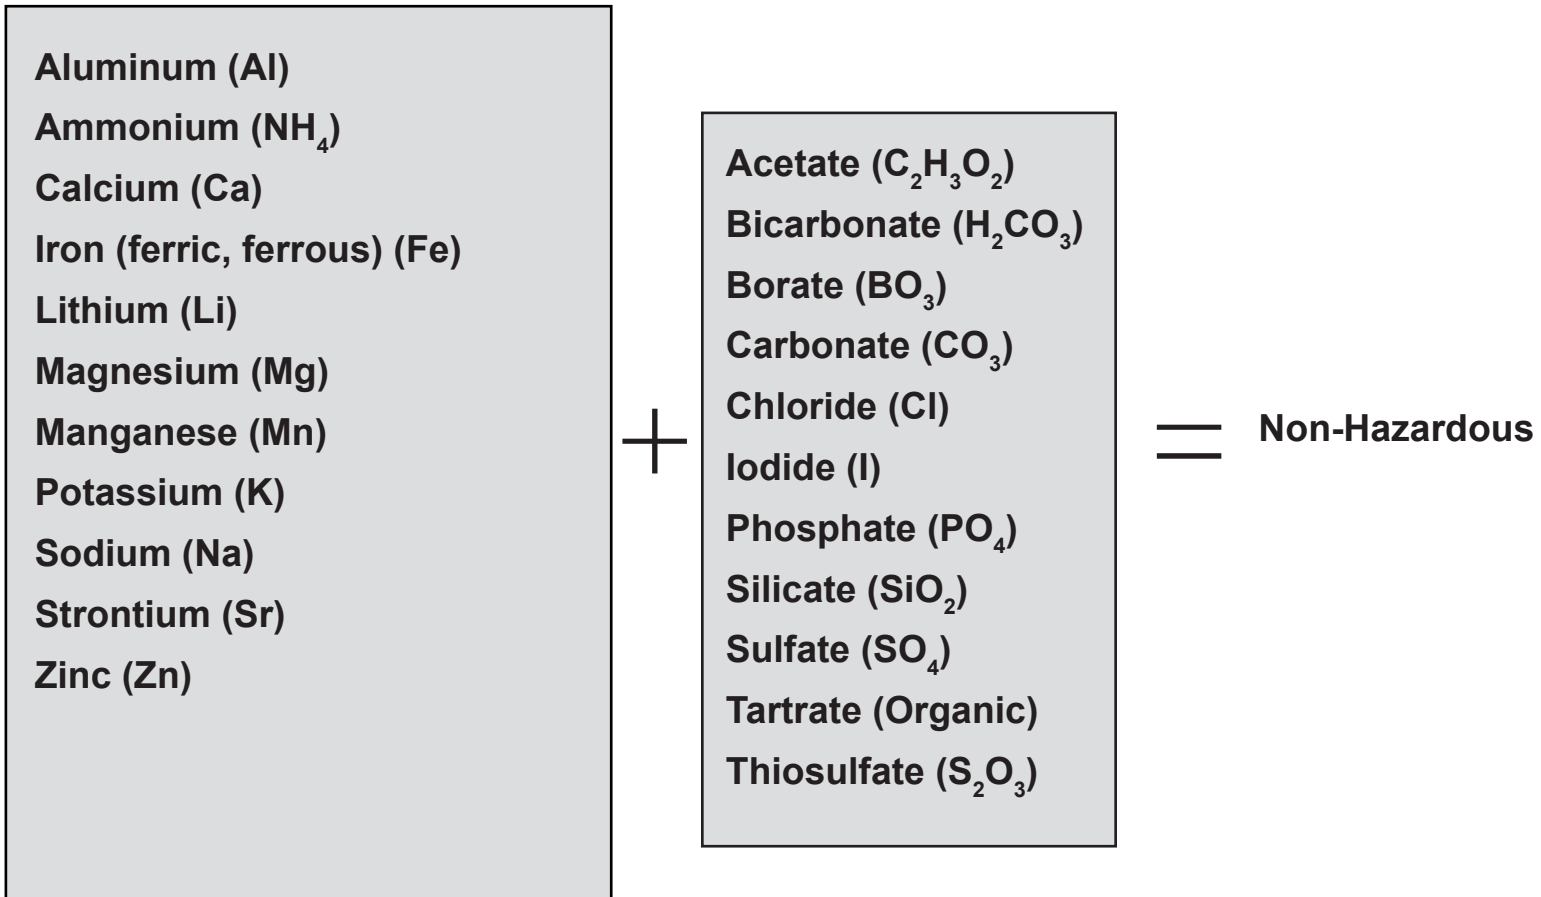 Aluminum (Al)
Ammonium (NH₄)
Calcium (Ca)
Iron (ferric, ferrous) (Fe)
Lithium (Li)
Magnesium (Mg)
Manganese (Mn)
Potassium (K)
Sodium (Na)
Strontium (Sr)
Zinc (Zn)
+
Acetate (C₂H₃O₂)
Bicarbonate (H₂CO₃)
Borate (BO₃)
Carbonate (CO₃)
Chloride (Cl)
Iodide (I)
Phosphate (PO₄)
Silicate (SiO₂)
Sulfate (SO₄)
Tartrate (Organic)
Thiosulfate (S₂O₃)
=
Non-Hazardous